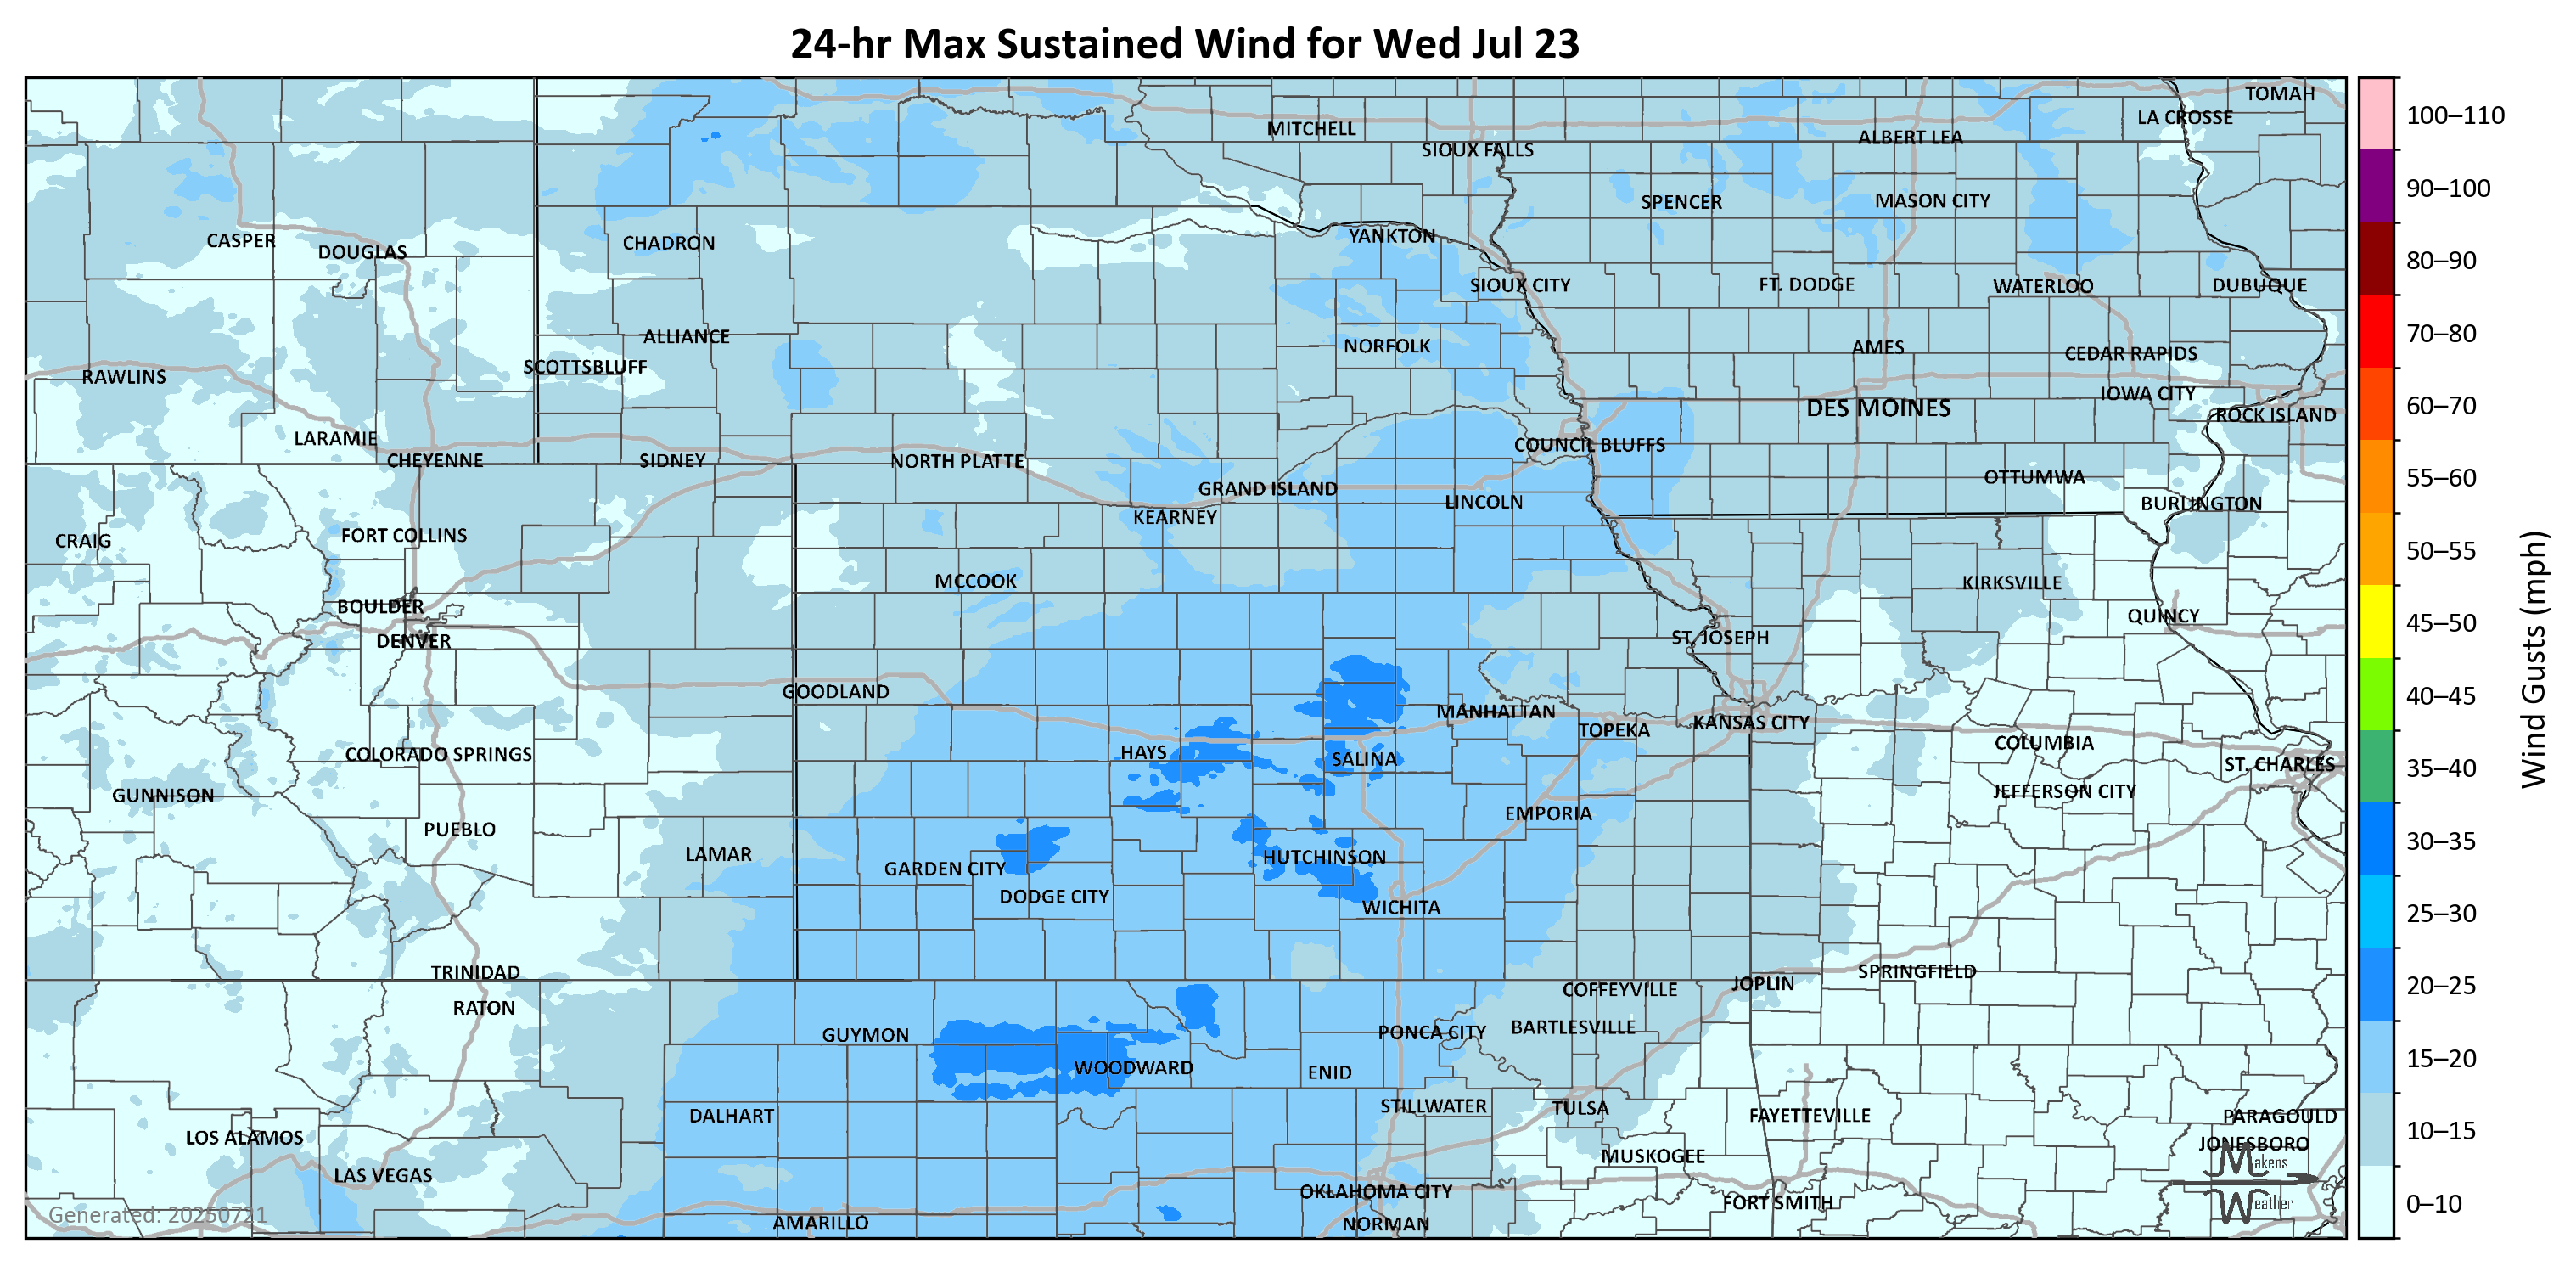 24-hr Max Sustained Wind for Wed Jul 23
TOMAH
LA CROSSE
MITCHELL
ALBERT LEA
SIOUX FALLS
SPENCER
MASON CITY
CASPER
DOUGLAS
CHADRON
YANKTON
SIOUX CITY
FT. DODGE
WATERLOO
DUBUQUE
ALLIANCE
NORFOLK
AMES
CEDAR RAPIDS
SCOTTSBLUFF
RAWLINS
IOWA CITY
DES MOINES
ROCK ISLAND
LARAMIE
COUNCIL BLUFFS
CHEYENNE
SIDNEY
NORTH PLATTE
OTTUMWA
GRAND ISLAND
LINCOLN
BURLINGTON
KEARNEY
CRAIG
FORT COLLINS
MCCOOK
KIRKSVILLE
BOULDER
QUINCY
DENVER
ST. JOSEPH
GOODLAND
MANHATTAN
TOPEKA
KANSAS CITY
COLUMBIA
COLORADO SPRINGS
HAYS
SALINA
ST. CHARLES
GUNNISON
JEFFERSON CITY
EMPORIA
PUEBLO
LAMAR
HUTCHINSON
GARDEN CITY
DODGE CITY
WICHITA
TRINIDAD
SPRINGFIELD
JOPLIN
COFFEYVILLE
RATON
BARTLESVILLE
GUYMON
PONCA CITY
WOODWARD
ENID
STILLWATER
TULSA
DALHART
FAYETTEVILLE
PARAGOULD
LOS ALAMOS
JONESBORO
MUSKOGEE
LAS VEGAS
OKLAHOMA CITY
FORT SMITH
AMARILLO
NORMAN
Generated: 20250721
Makens
Weather
100–110
90–100
80–90
70–80
60–70
55–60
50–55
45–50
40–45
35–40
30–35
25–30
20–25
15–20
10–15
0–10
Wind Gusts (mph)